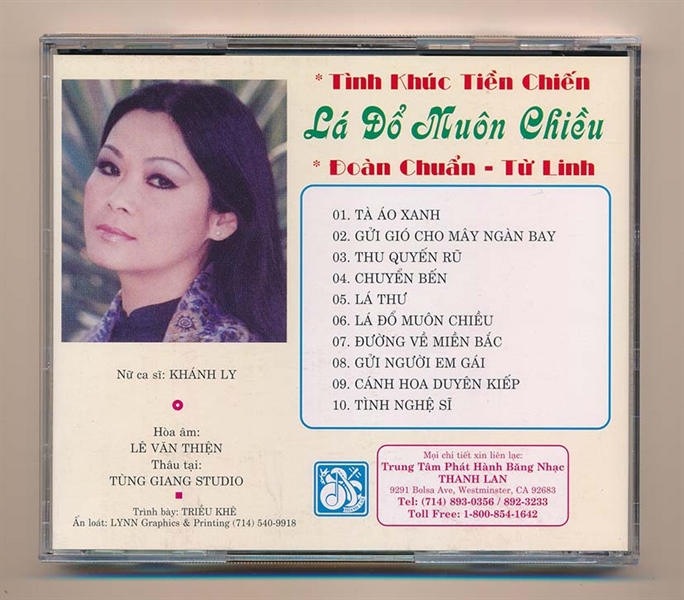 * Tình Khúc Tiền Chiến
Lá Đổ Muôn Chiều
* Đoàn Chuẩn - Từ Linh
01. TÀ ÁO XANH
02. GỬI GIÓ CHO MÂY NGÀN BAY
03. THU QUYẾN RŨ
04. CHUYỂN BẾN
05. LÁ THƯ
06. LÁ ĐỔ MUÔN CHIỀU
07. ĐƯỜNG VỀ MIỀN BẮC
08. GỬI NGƯỜI EM GÁI
09. CÁNH HOA DUYÊN KIẾP
10. TÌNH NGHỆ SĨ
Nữ ca sĩ: KHÁNH LY
Hòa âm:
LÊ VĂN THIỆN
Thâu tại:
TÙNG GIANG STUDIO
Trình bày: TRIỀU KHÊ
Ấn loát: LYNN Graphics & Printing (714) 540-9918
Mọi chi tiết xin liên lạc:
Trung Tâm Phát Hành Băng Nhạc
THANH LAN
9291 Bolsa Ave, Westminster, CA 92683
Tel: (714) 893-0356 / 892-3233
Toll Free: 1-800-854-1642